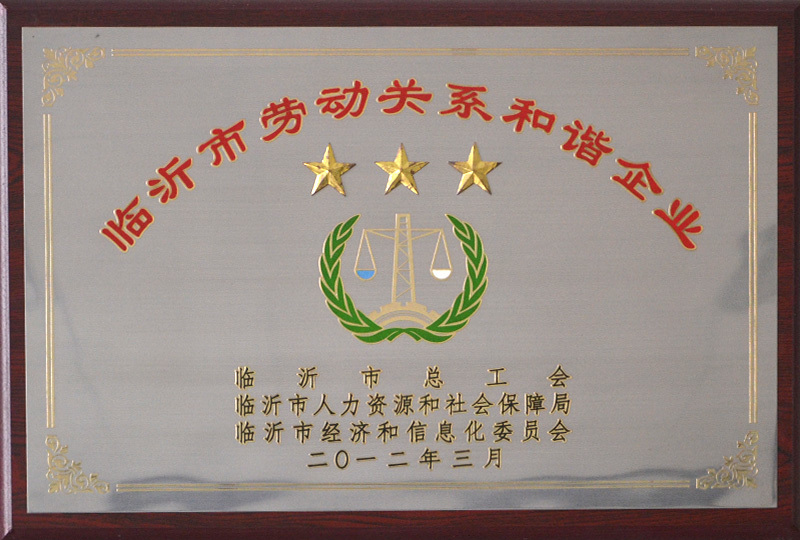 临沂市劳动关系和谐企业
临沂市总工会
临沂市人力资源和社会保障局
临沂市经济和信息化委员会
二〇一二年三月